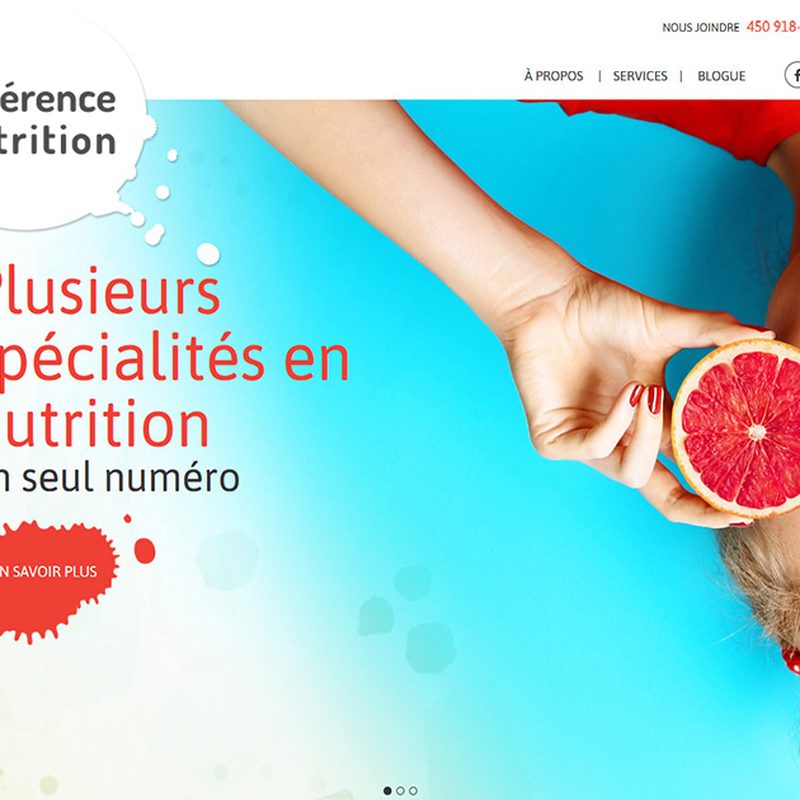 NOUS JOINDRE 450 918-
À PROPOS | SERVICES | BLOGUE
érence
trition
Plusieurs
pécialités en
utrition
n seul numéro
N SAVOIR PLUS